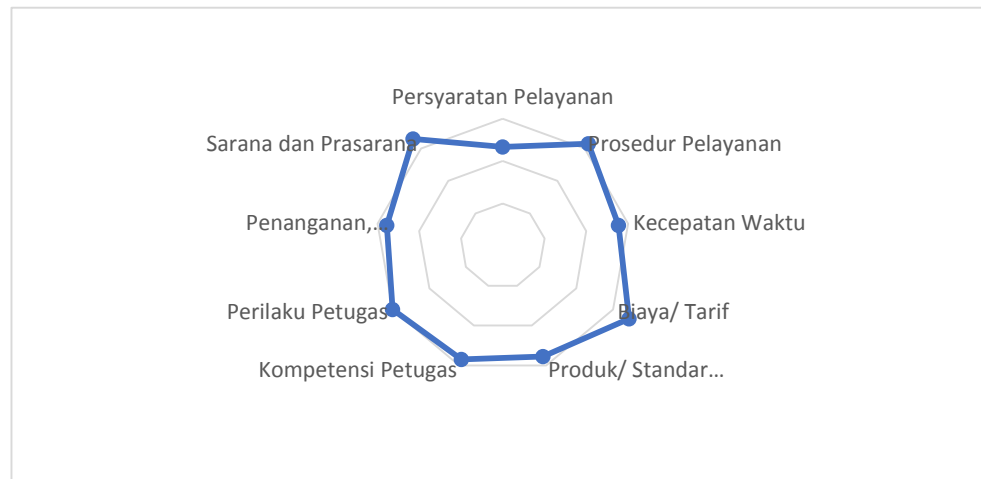 Persyaratan Pelayanan
Prosedur Pelayanan
Kecepatan Waktu
Biaya/ Tarif
Produk/ Standar...
Kompetensi Petugas
Perilaku Petugas
Penanganan,...
Sarana dan Prasarana